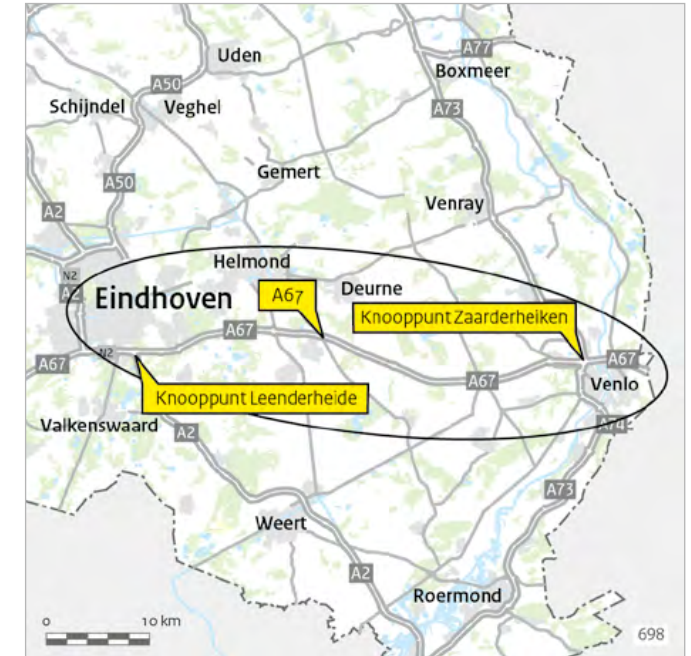 A77
Uden
Boxmeer
A50
Schijndel
Veghel
A73
Gemert
A50
Venray
A2
Helmond
N2
A2
Eindhoven
A67
Deurne
Knooppunt Zaarderheiken
A67
A67
A67
N2
A67
Venlo
Knooppunt Leenderheide
Valkenswaard
A2
A74
A73
Weert
A2
Roermond
0 10 km
698